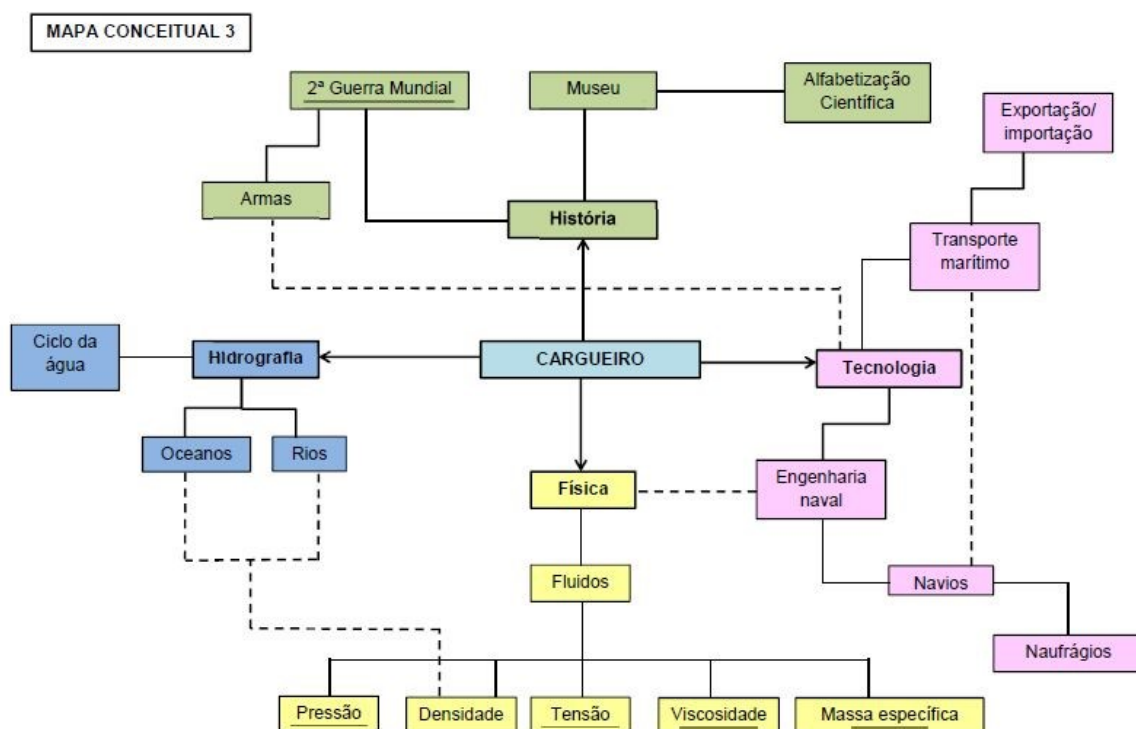 MAPA CONCEITUAL 3
2ª Guerra Mundial
Museu
Alfabetização
Científica
Exportação/
importação
Armas
História
Transporte
marítimo
Ciclo da
água
Hidrografia
CARGUEIRO
Tecnologia
Oceanos
Rios
Física
Engenharia
naval
Fluidos
Navios
Naufrágios
Pressão
Densidade
Tensão
Viscosidade
Massa específica